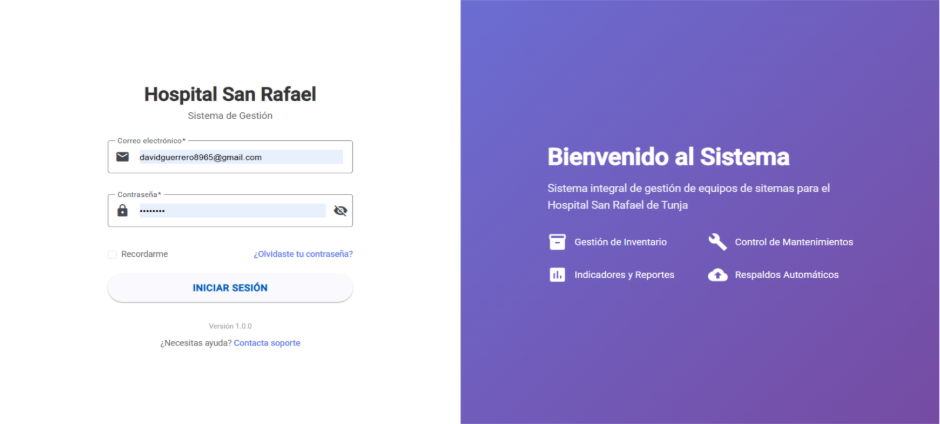 Hospital San Rafael
Sistema de Gestión
Correo electrónico*
davidguerrero8965@gmail.com
Contraseña*
••••••••
Recordarme
¿Olvidaste tu contraseña?
INICIAR SESIÓN
Versión 1.0.0
¿Necesitas ayuda? Contacta soporte
Bienvenido al Sistema
Sistema integral de gestión de equipos de sitemas para el
Hospital San Rafael de Tunja
Gestión de Inventario
Control de Mantenimientos
Indicadores y Reportes
Respaldos Automáticos